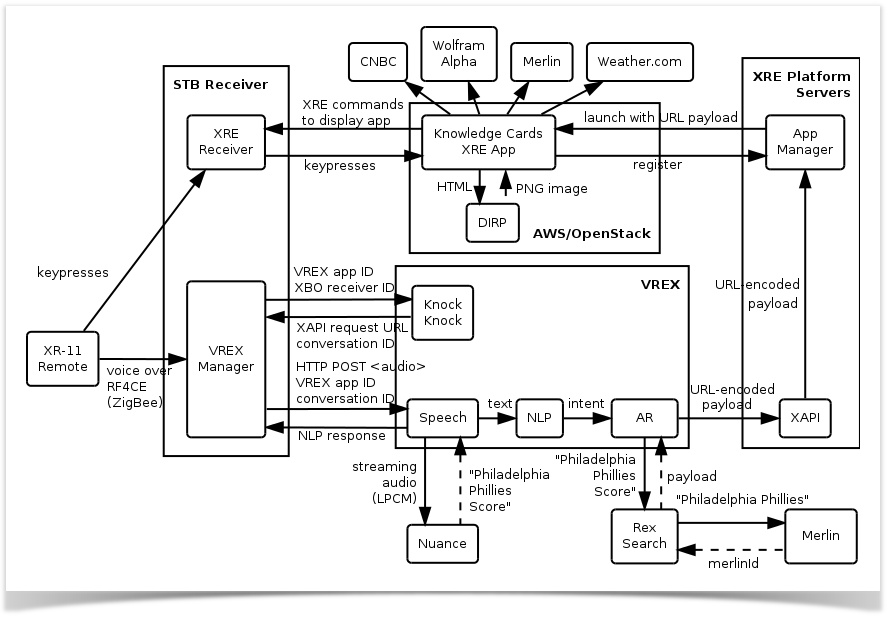 CNBC
Wolfram
Alpha
Merlin
Weather.com
STB Receiver
XRE Platform
Servers
XRE commands
to display app
launch with URL payload
XRE
Receiver
Knowledge Cards
XRE App
App
Manager
keypresses
register
HTML
PNG image
DIRP
AWS/OpenStack
keypresses
VREX app ID
XBO receiver ID
VREX
Knock
Knock
URL-encoded
payload
XAPI request URL
conversation ID
XR-11
Remote
VREX
Manager
voice over
RF4CE
(ZigBee)
HTTP POST <audio>
VREX app ID
conversation ID
Speech
text
NLP
intent
AR
URL-encoded
payload
XAPI
NLP response
streaming
audio
(LPCM)
"Philadelphia
Phillies
Score"
"Philadelphia
Phillies
Score"
payload
"Philadelphia Phillies"
Nuance
Rex
Search
Merlin
merlinId